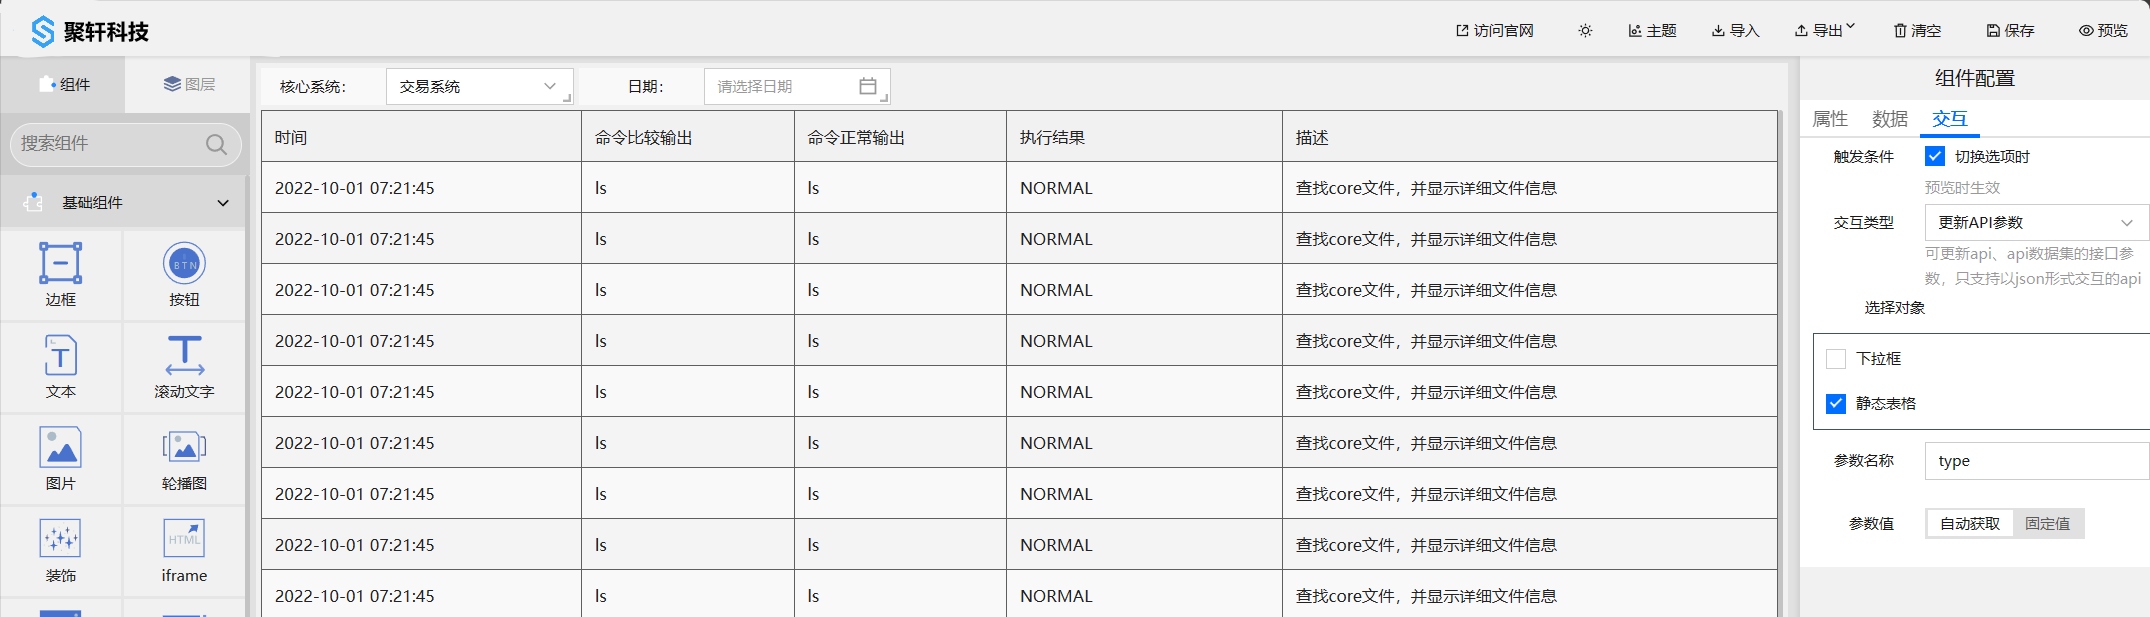 聚轩科技
访问官网
主题
导入
导出
清空
保存
预览
组件
图层
搜索组件
基础组件
边框
BTN
按钮
T
文本
T
滚动文字
图片
轮播图
装饰
HTML
iframe
核心系统：
交易系统
日期：
请选择日期
时间 命令比较输出 命令正常输出 执行结果 描述
2022-10-01 07:21:45 ls ls NORMAL 查找core文件，并显示详细文件信息
2022-10-01 07:21:45 ls ls NORMAL 查找core文件，并显示详细文件信息
2022-10-01 07:21:45 ls ls NORMAL 查找core文件，并显示详细文件信息
2022-10-01 07:21:45 ls ls NORMAL 查找core文件，并显示详细文件信息
2022-10-01 07:21:45 ls ls NORMAL 查找core文件，并显示详细文件信息
2022-10-01 07:21:45 ls ls NORMAL 查找core文件，并显示详细文件信息
2022-10-01 07:21:45 ls ls NORMAL 查找core文件，并显示详细文件信息
2022-10-01 07:21:45 ls ls NORMAL 查找core文件，并显示详细文件信息
2022-10-01 07:21:45 ls ls NORMAL 查找core文件，并显示详细文件信息
组件配置
属性 数据 交互
触发条件 切换选项时
预览时生效
交互类型 更新API参数
可更新api、api数据集的接口参
数，只支持以json形式交互的api
选择对象
下拉框
静态表格
参数名称 type
参数值 自动获取 固定值